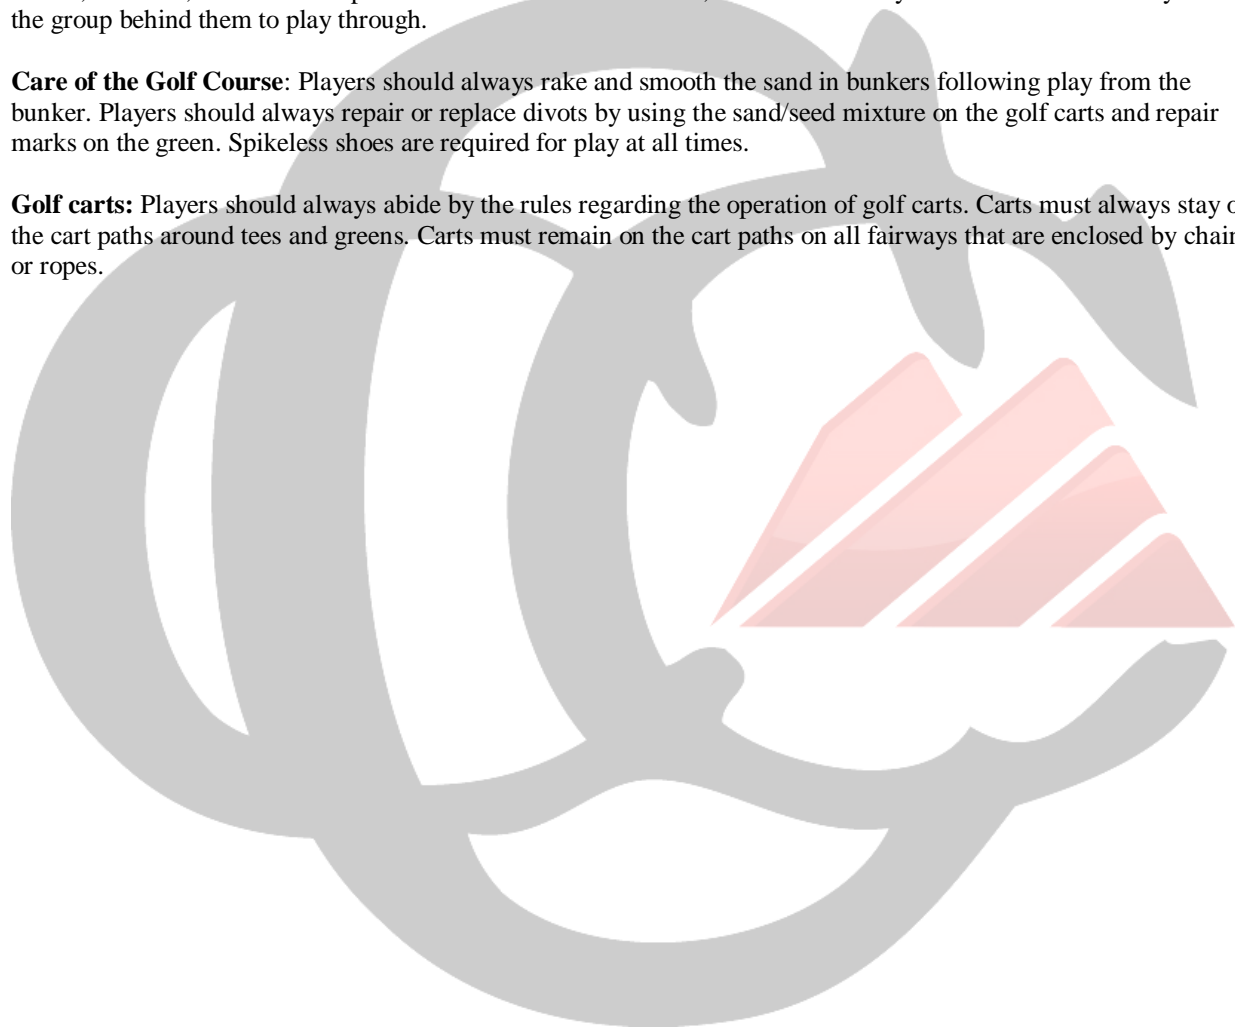 the group behind them to play through.
Care of the Golf Course: Players should always rake and smooth the sand in bunkers following play from the
bunker. Players should always repair or replace divots by using the sand/seed mixture on the golf carts and repair
marks on the green. Spikeless shoes are required for play at all times.
Golf carts: Players should always abide by the rules regarding the operation of golf carts. Carts must always stay
the cart paths around tees and greens. Carts must remain on the cart paths on all fairways that are enclosed by
or ropes.